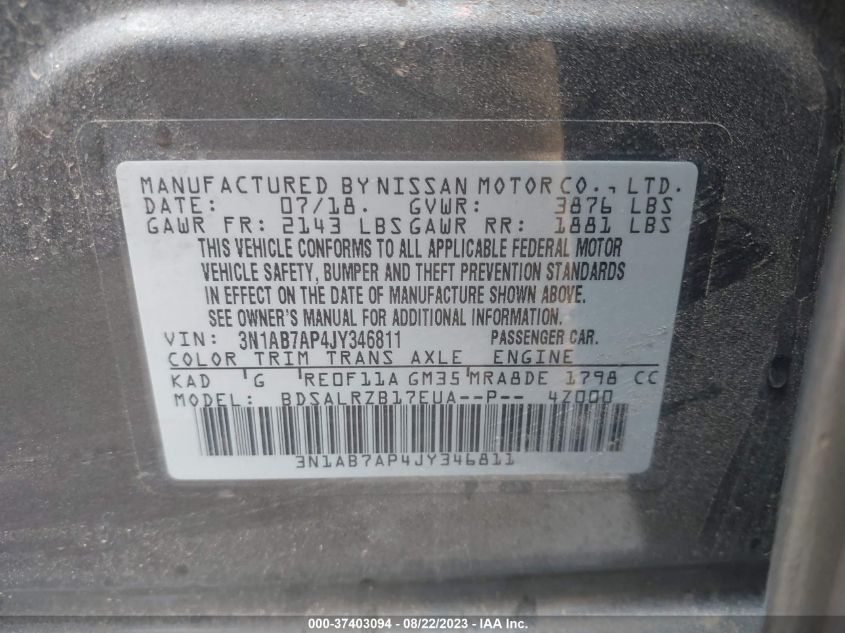 MANUFACTURED BY NISSAN MOTOR CO., LTD.
DATE: 07/18. GVWR: 3876 LBS
GAWR FR: 2143 LBS GAWR RR: 1881 LBS
THIS VEHICLE CONFORMS TO ALL APPLICABLE FEDERAL MOTOR
VEHICLE SAFETY, BUMPER AND THEFT PREVENTION STANDARDS
IN EFFECT ON THE DATE OF MANUFACTURE SHOWN ABOVE.
SEE OWNER'S MANUAL FOR ADDITIONAL INFORMATION.
VIN: 3N1AB7AP4JY346811 PASSENGER CAR.
COLOR TRIM TRANS AXLE ENGINE
KAD G RE0F11A GM35 MRA8DE 1798 CC
MODEL: BDSALRZB17EUA--P-- 4Z000
3N1AB7AP4JY346811
000-37403094 - 08/22/2023 - IAA Inc.